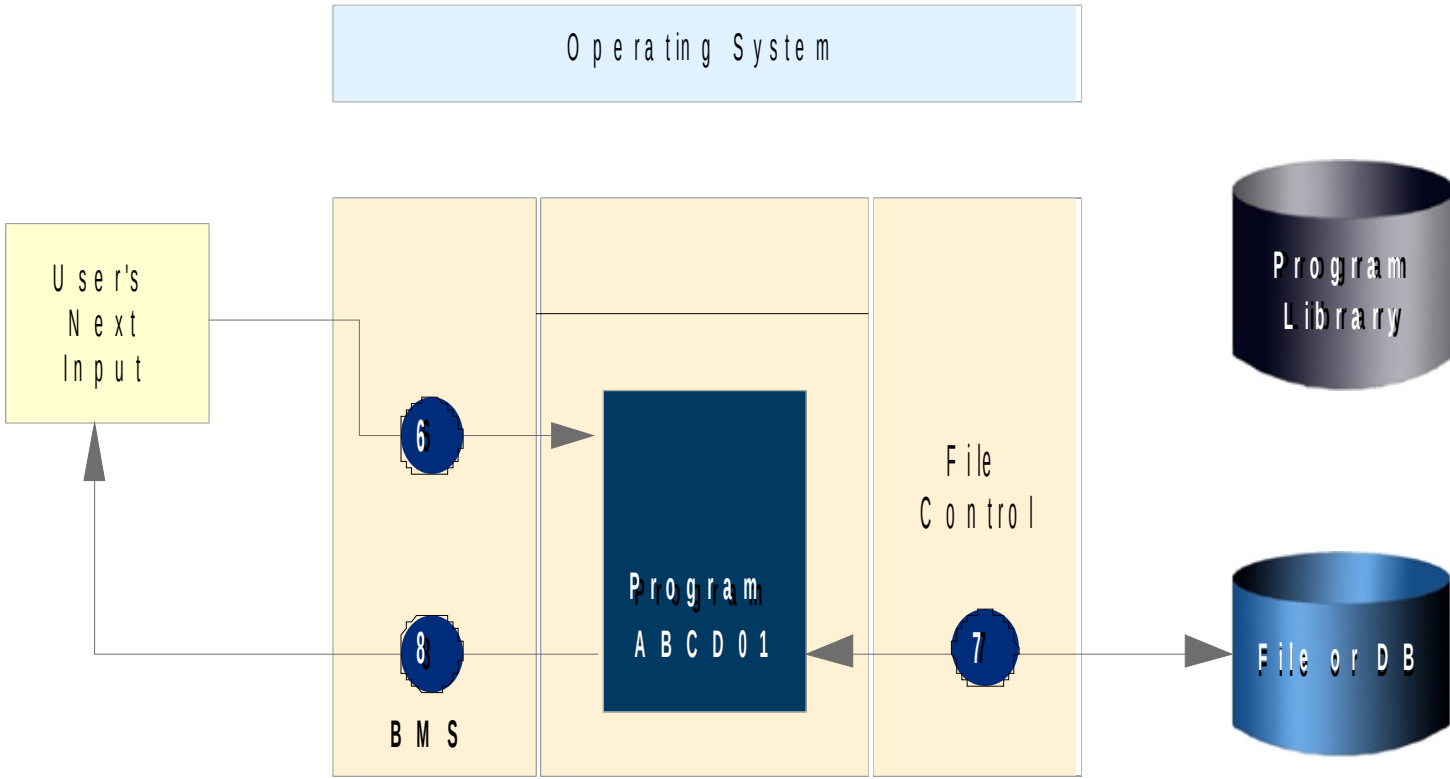 Operating System
User's
Next
Input
Program
Library
6
File
Control
Program
ABCD01
8
7
File or DB
BMS